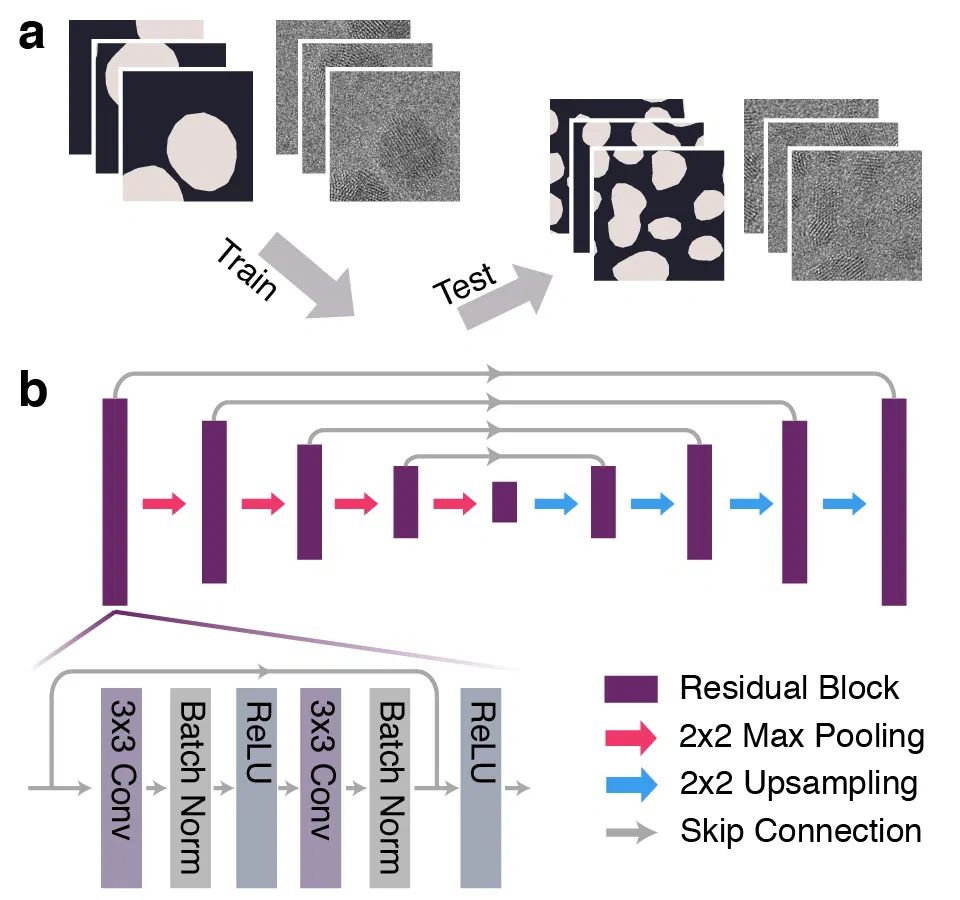 a
Train
Test
b
3x3 Conv
Batch Norm
ReLU
3x3 Conv
Batch Norm
ReLU
Residual Block
2x2 Max Pooling
2x2 Upsampling
Skip Connection